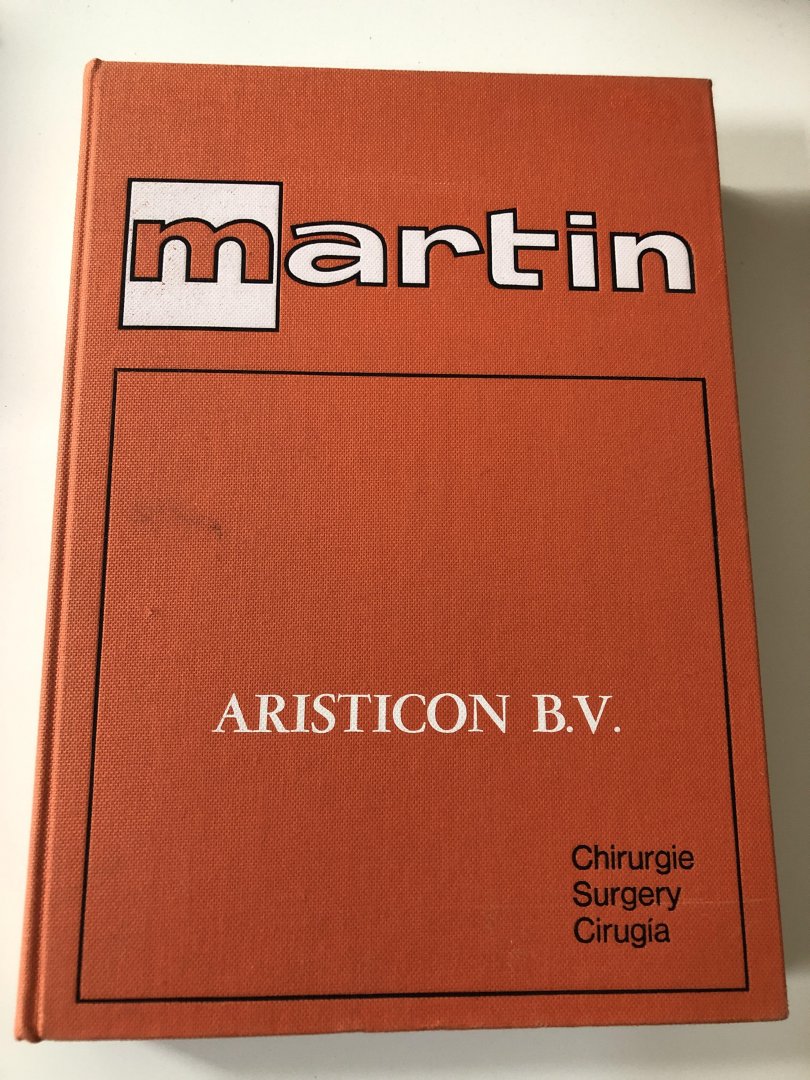 martin
ARISTICON B.V.
Chirurgie
Surgery
Cirugía